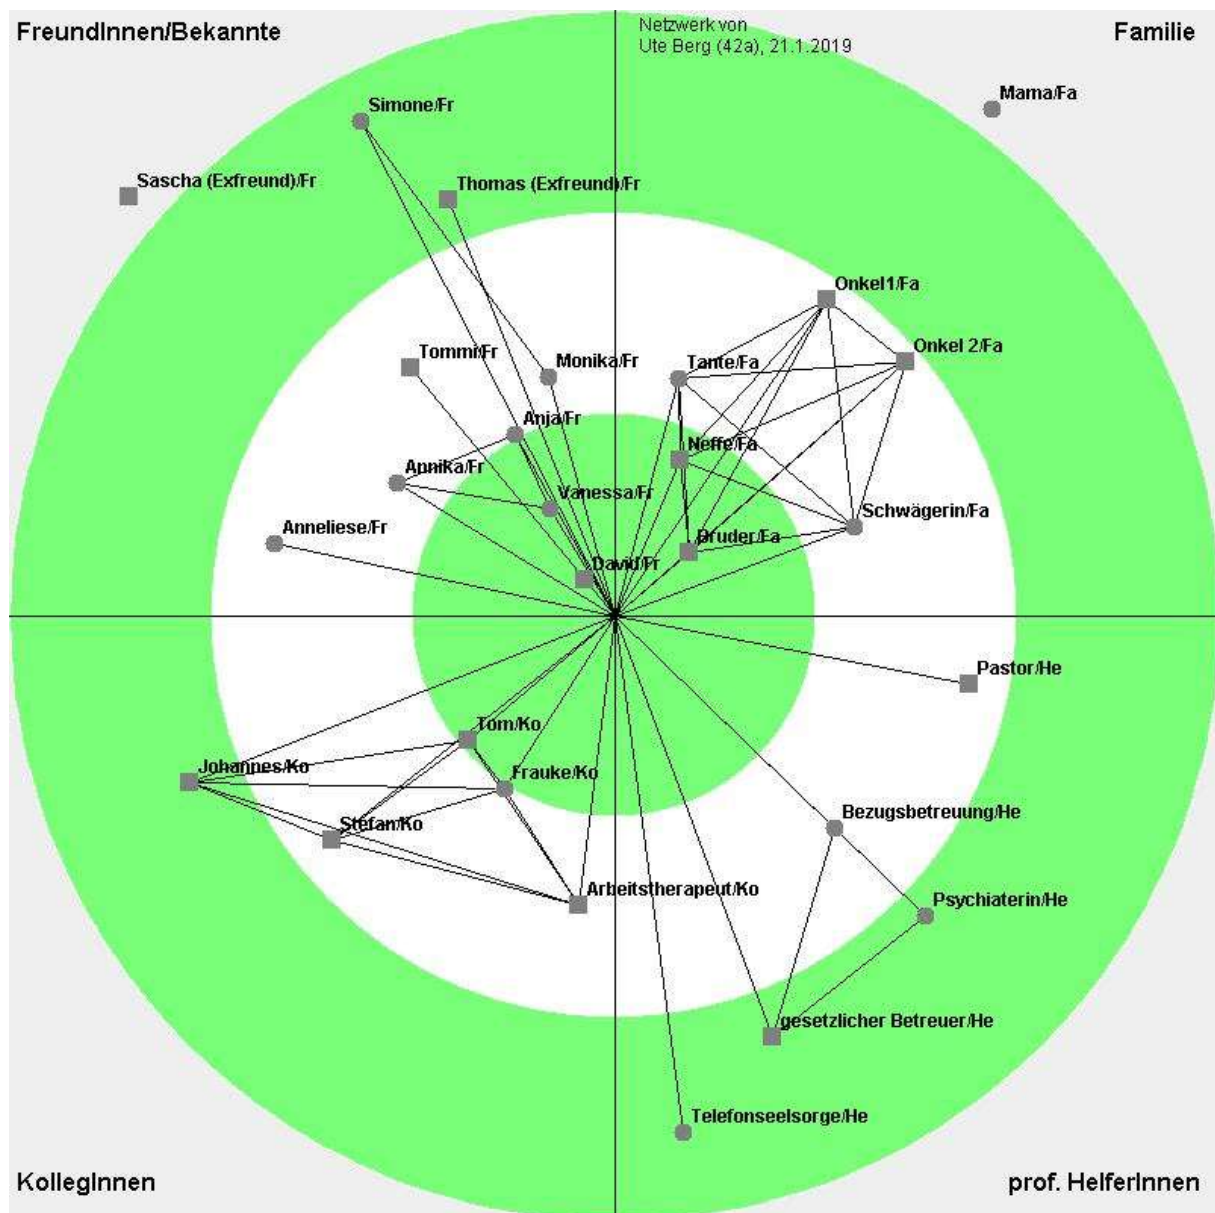 FreundInnen/Bekannte
Netzwerk von
Ute Berg (42a), 21.1.2019
Familie
Simone/Fr
Mama/Fa
Sascha (Exfreund)/Fr
Thomas (Exfreund)/Fr
Onkel1/Fa
Onkel 2/Fa
Tommi/Fr
Monika/Fr
Tante/Fa
Anja/Fr
Neffe/Fa
Annika/Fr
Vanessa/Fr
Schwägerin/Fa
Anneliese/Fr
Bruder/Fa
David/Fr
Pastor/He
Tom/Ko
Johannes/Ko
Frauke/Ko
Stefan/Ko
Bezugsbetreuung/He
Arbeitstherapeut/Ko
Psychiaterin/He
gesetzlicher Betreuer/He
Telefonseelsorge/He
KollegInnen
prof. HelferInnen